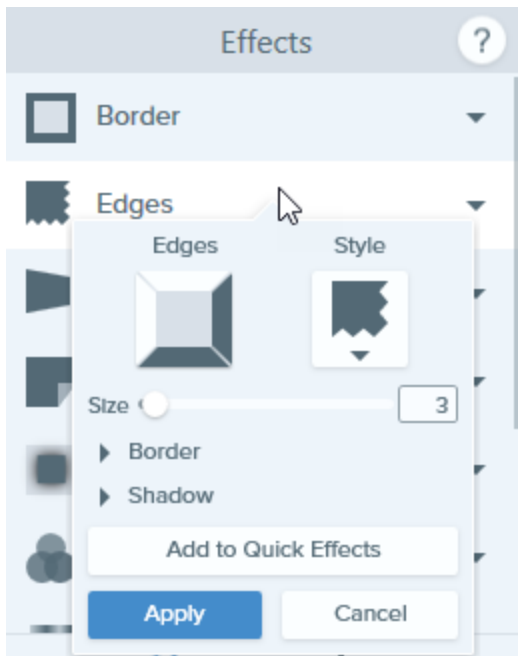 Effects ?
Border
Edges
Edges Style
Size 3
Border
Shadow
Add to Quick Effects
Apply Cancel